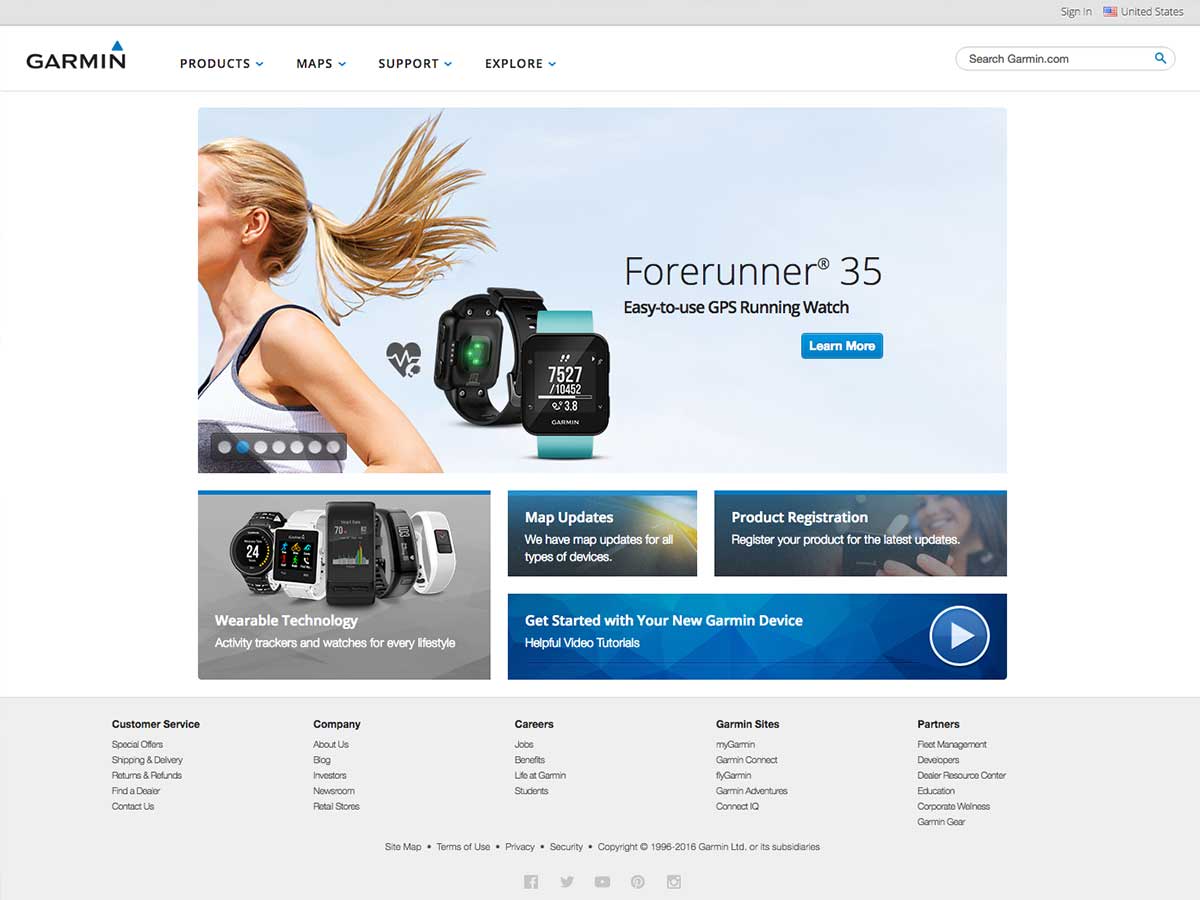 Sign In United States
GARMIN
PRODUCTS MAPS SUPPORT EXPLORE
Search Garmin.com
Forerunner® 35
Easy-to-use GPS Running Watch
Learn More
7527
/10452
3.8
GARMIN
24
70
Wearable Technology
Activity trackers and watches for every lifestyle
Map Updates
We have map updates for all
types of devices.
Product Registration
Register your product for the latest updates.
Get Started with Your New Garmin Device
Helpful Video Tutorials
Customer Service
Special Offers
Shipping & Delivery
Returns & Refunds
Find a Dealer
Contact Us
Company
About Us
Blog
Investors
Newsroom
Retail Stores
Careers
Jobs
Benefits
Life at Garmin
Students
Garmin Sites
myGarmin
Garmin Connect
flyGarmin
Garmin Adventures
Connect IQ
Partners
Fleet Management
Developers
Dealer Resource Center
Education
Corporate Wellness
Garmin Gear
Site Map • Terms of Use • Privacy • Security • Copyright © 1996-2016 Garmin Ltd. or its subsidiaries